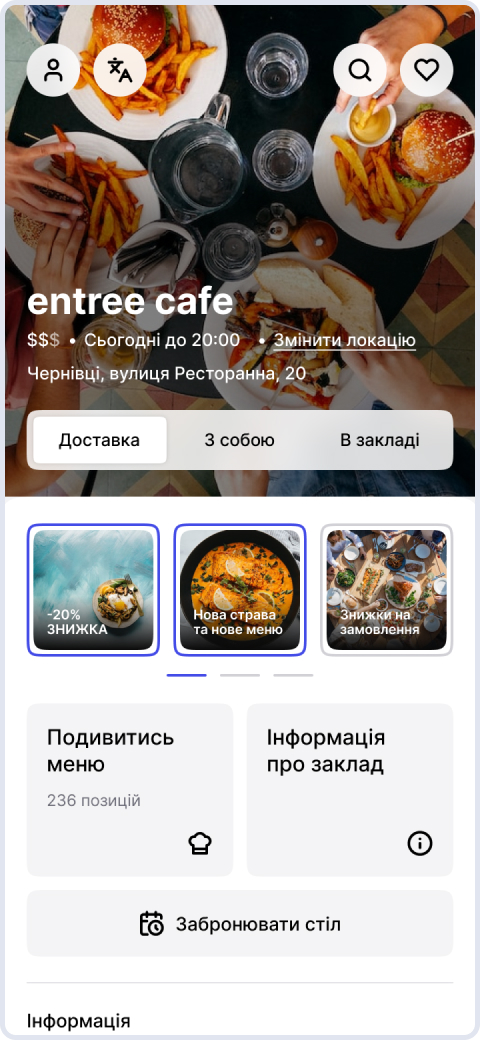 entree cafe
$$$ • Сьогодні до 20:00 • Змінити локацію
Чернівці, вулиця Ресторанна, 20
Доставка З собою В закладі
-20%
ЗНИЖКА
Нова страва
та нове меню
Знижки на
замовлення
Подивитись
меню
236 позицій
Інформація
про заклад
Забронювати стіл
Інформація